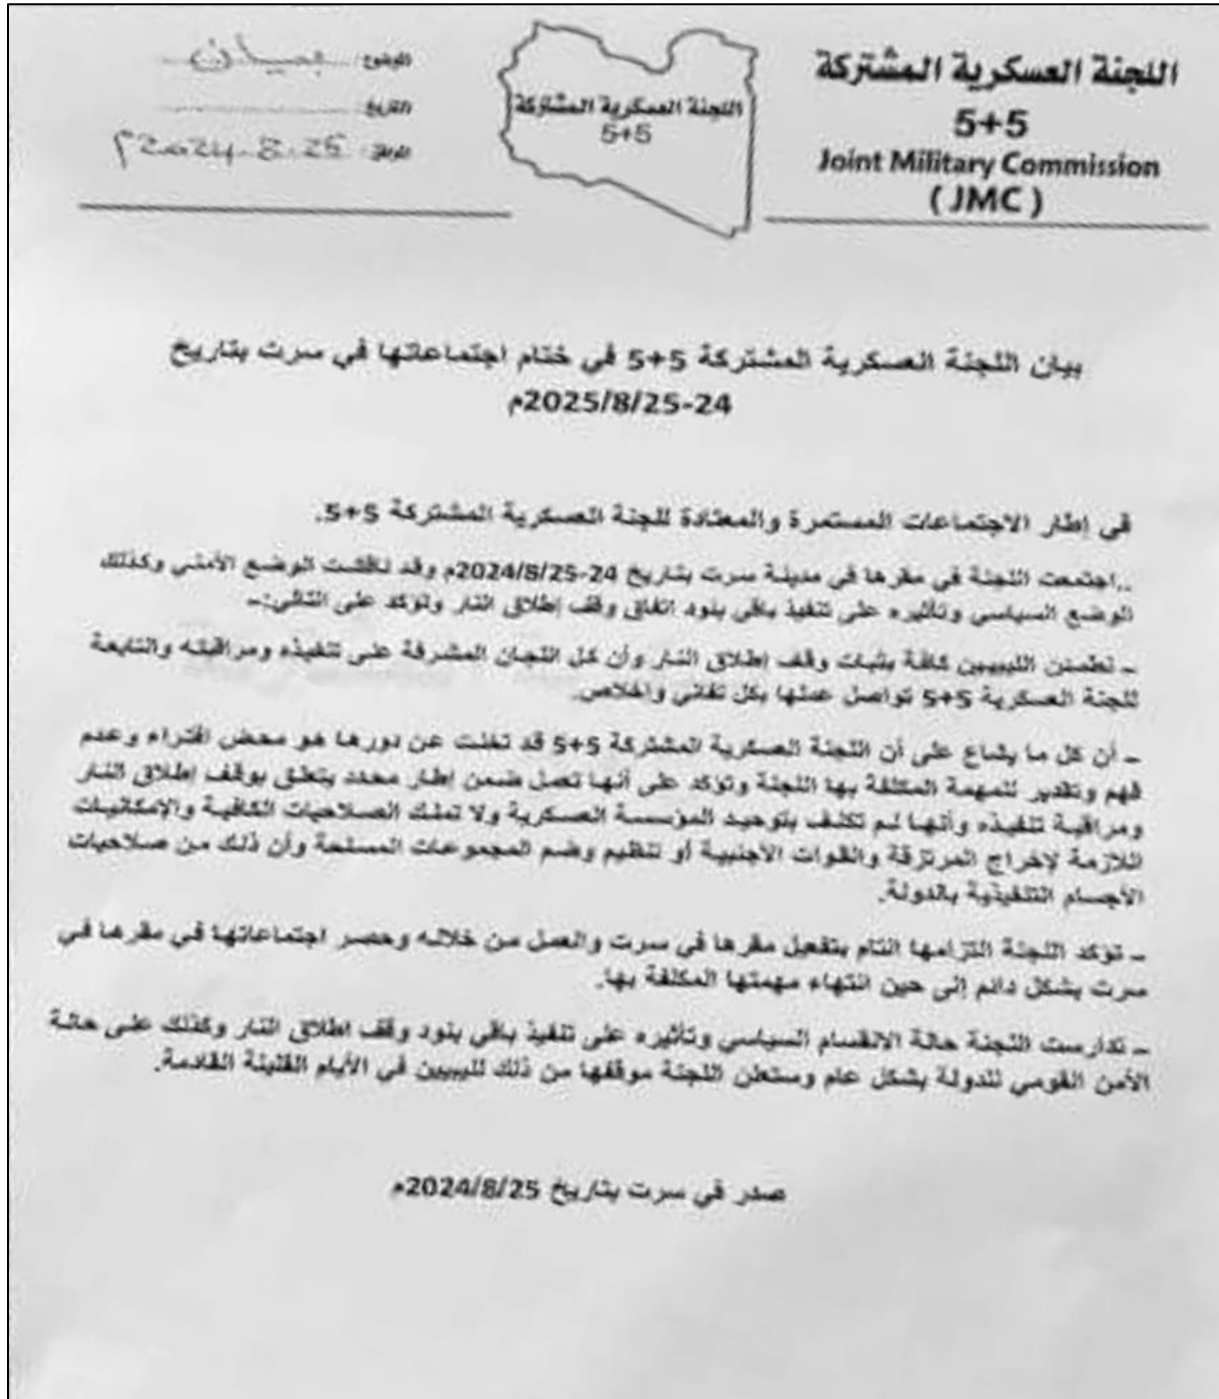 اللجنة العسكرية المشتركة
5+5
Joint Military Commission
( JMC )
اللجنة العسكرية المشتركة
5+5
الموضوع: بيان
التاريخ:
2024.8.25م
بيان اللجنة العسكرية المشتركة 5+5 في ختام اجتماعاتها في سرت بتاريخ
24-2025/8/25م
في إطار الاجتماعات المستمرة والمعتادة للجنة العسكرية المشتركة 5+5.
..اجتمعت اللجنة في مقرها في مدينة سرت بتاريخ 24-2024/8/25م وقد ناقشت الوضع الأمني وكذلك
الوضع السياسي وتأثيره على تنفيذ باقي بنود اتفاق وقف إطلاق النار وتؤكد على التالي:-
– تطمئن الليبيين كافة بثبات وقف إطلاق النار وأن كل اللجان المشرفة على تنفيذه ومراقبته والتابعة
للجنة العسكرية 5+5 تواصل عملها بكل تفاني واخلاص.
– أن كل ما يشاع على أن اللجنة العسكرية المشتركة 5+5 قد تخلت عن دورها هو محض افتراء وعدم
فهم وتقدير للمهمة المكلفة بها اللجنة وتؤكد على أنها تعمل ضمن إطار محدد يتعلق بوقف إطلاق النار
ومراقبة تنفيذه وأنها لم تكلف بتوحيد المؤسسة العسكرية ولا تملك الصلاحيات الكافية والإمكانيات
اللازمة لإخراج المرتزقة والقوات الأجنبية أو تنظيم وضم المجموعات المسلحة وأن ذلك من صلاحيات
الأجسام التنفيذية بالدولة.
– تؤكد اللجنة التزامها التام بتفعيل مقرها في سرت والعمل من خلاله وحصر اجتماعاتها في مقرها في
سرت بشكل دائم إلى حين انتهاء مهمتها المكلفة بها.
– تدارست اللجنة حالة الانقسام السياسي وتأثيره على تنفيذ باقي بنود وقف اطلاق النار وكذلك على حالة
الأمن القومي للدولة بشكل عام وستعلن اللجنة موقفها من ذلك لليبيين في الأيام القليلة القادمة.
صدر في سرت بتاريخ 2024/8/25م